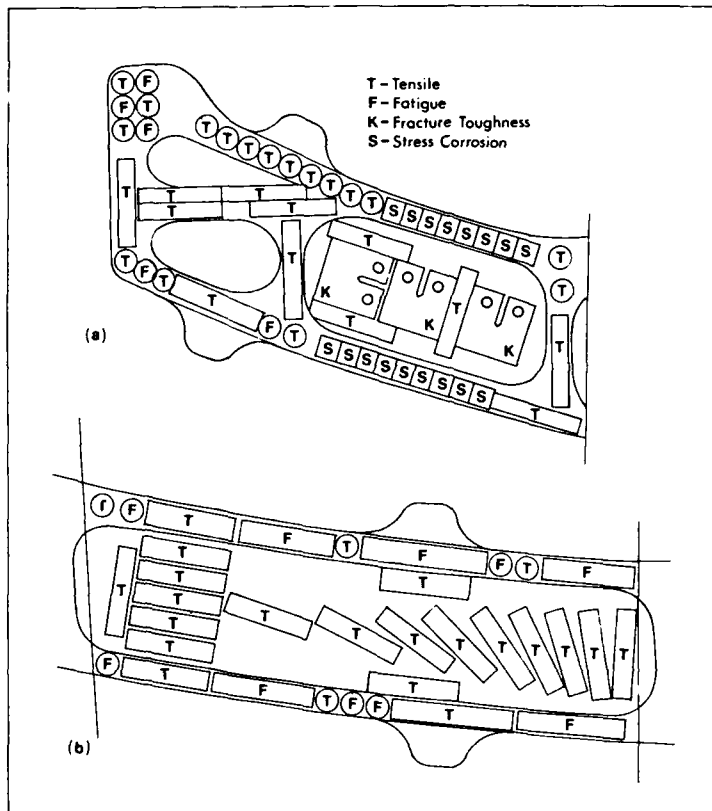 T – Tensile
F – Fatigue
K – Fracture Toughness
S – Stress Corrosion
T F
F T
T F
T T T T T T T T T S S S S S S S S S T
T
T
T T
T T
T
T
K
T
K
T
K
T
T F T T F T
S S S S S S S S S S T
(a)
T F T F T F F T F
T
T
T
T
T
T
T
T T T T T T T T T
T
F T F T F F T F
(b)